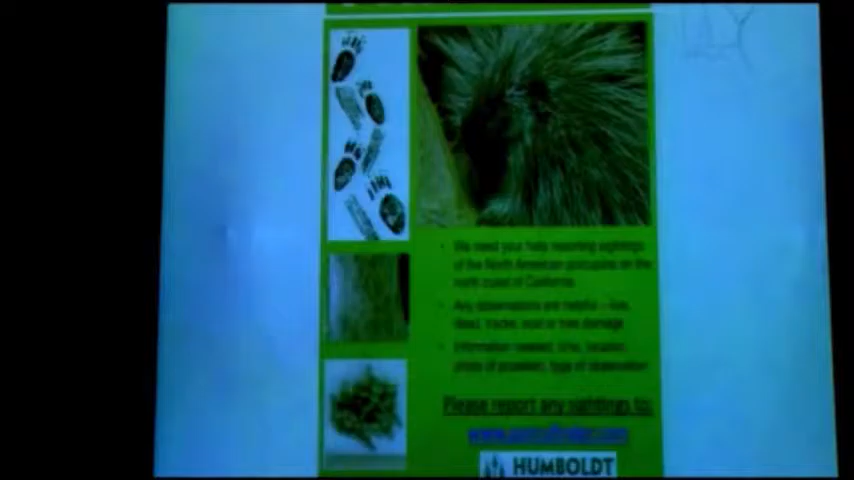 We need your help reporting sightings
of the North American porcupine on the
north coast of California.
Any observations are helpful – live,
dead, tracks, scat or tree damage
Information needed: time, location,
photo if possible, type of observation
Please report any sightings to:
HUMBOLDT